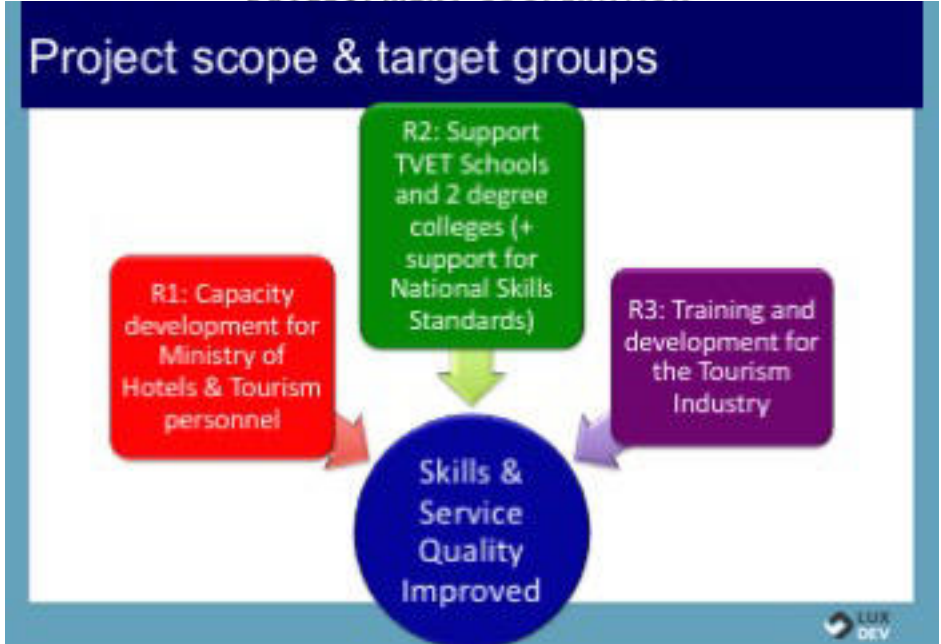 Project scope & target groups
R2: Support
TVET Schools
and 2 degree
colleges (+
support for
National Skills
Standards)
R1: Capacity
development for
Ministry of
Hotels & Tourism
personnel
R3: Training and
development for
the Tourism
Industry
Skills &
Service
Quality
Improved
LUX
DEV